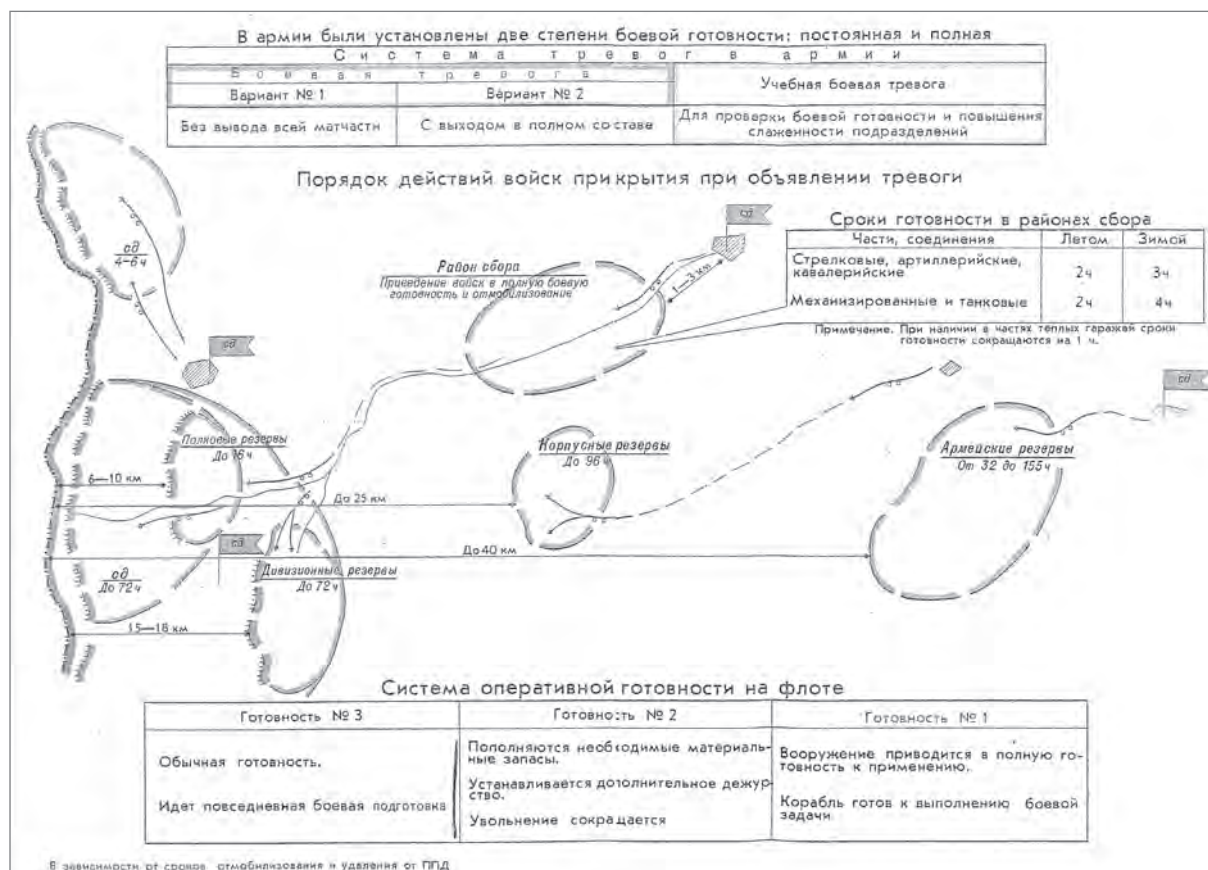 В армии были установлены две степени боевой готовности: постоянная и полная
Система тревог в армии
Боевая тревога
Учебная боевая тревога
Вариант № 1
Вариант № 2
Без вывода всей матчасти
С выходом в полном составе
Для проверки боевой готовности и повышения
слаженности подразделений
Порядок действий войск прикрытия при объявлении тревоги
сд
Сроки готовности в районах сбора
Части, соединения
Летом
Зимой
Стрелковые, артиллерийские,
кавалерийские
2ч
3ч
Механизированные и танковые
2ч
4ч
Примечание. При наличии в частях теплых гаражей сроки
готовности сокращаются на 1 ч.
сд
4-6ч
Район сбора
Приведение войск в полную боевую
готовность и отмобилизование
1—3 км
сд
сд
Полковые резервы
До 16ч
Корпусные резервы
До 96ч
Армейские резервы
От 32 до 155ч
6—10 км
До 25 км
сд
До 40 км
сд
До 72ч
Дивизионные резервы
До 72ч
15—18 км
Система оперативной готовности на флоте
Готовность № 3
Готовность № 2
Готовность № 1
Обычная готовность.
Идет повседневная боевая подготовка
Пополняются необходимые материаль-
ные запасы.
Устанавливается дополнительное дежур-
ство.
Увольнение сокращается
Вооружение приводится в полную го-
товность к применению.
Корабль готов к выполнению боевой
задачи
В зависимости от сроков отмобилизования и удаления от ППД